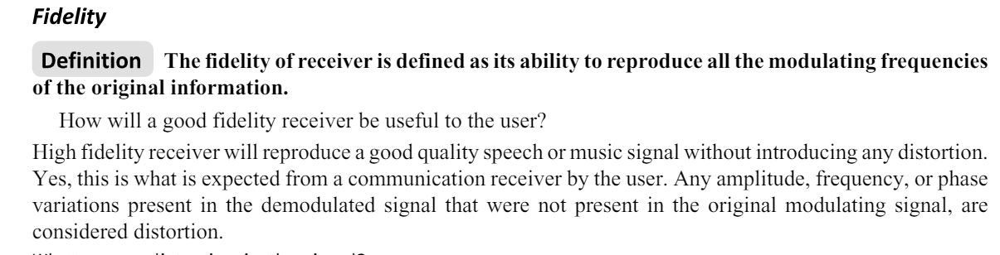 Fidelity
Definition The fidelity of receiver is defined as its ability to reproduce all the modulating frequencies
of the original information.
How will a good fidelity receiver be useful to the user?
High fidelity receiver will reproduce a good quality speech or music signal without introducing any distortion.
Yes, this is what is expected from a communication receiver by the user. Any amplitude, frequency, or phase
variations present in the demodulated signal that were not present in the original modulating signal, are
considered distortion.